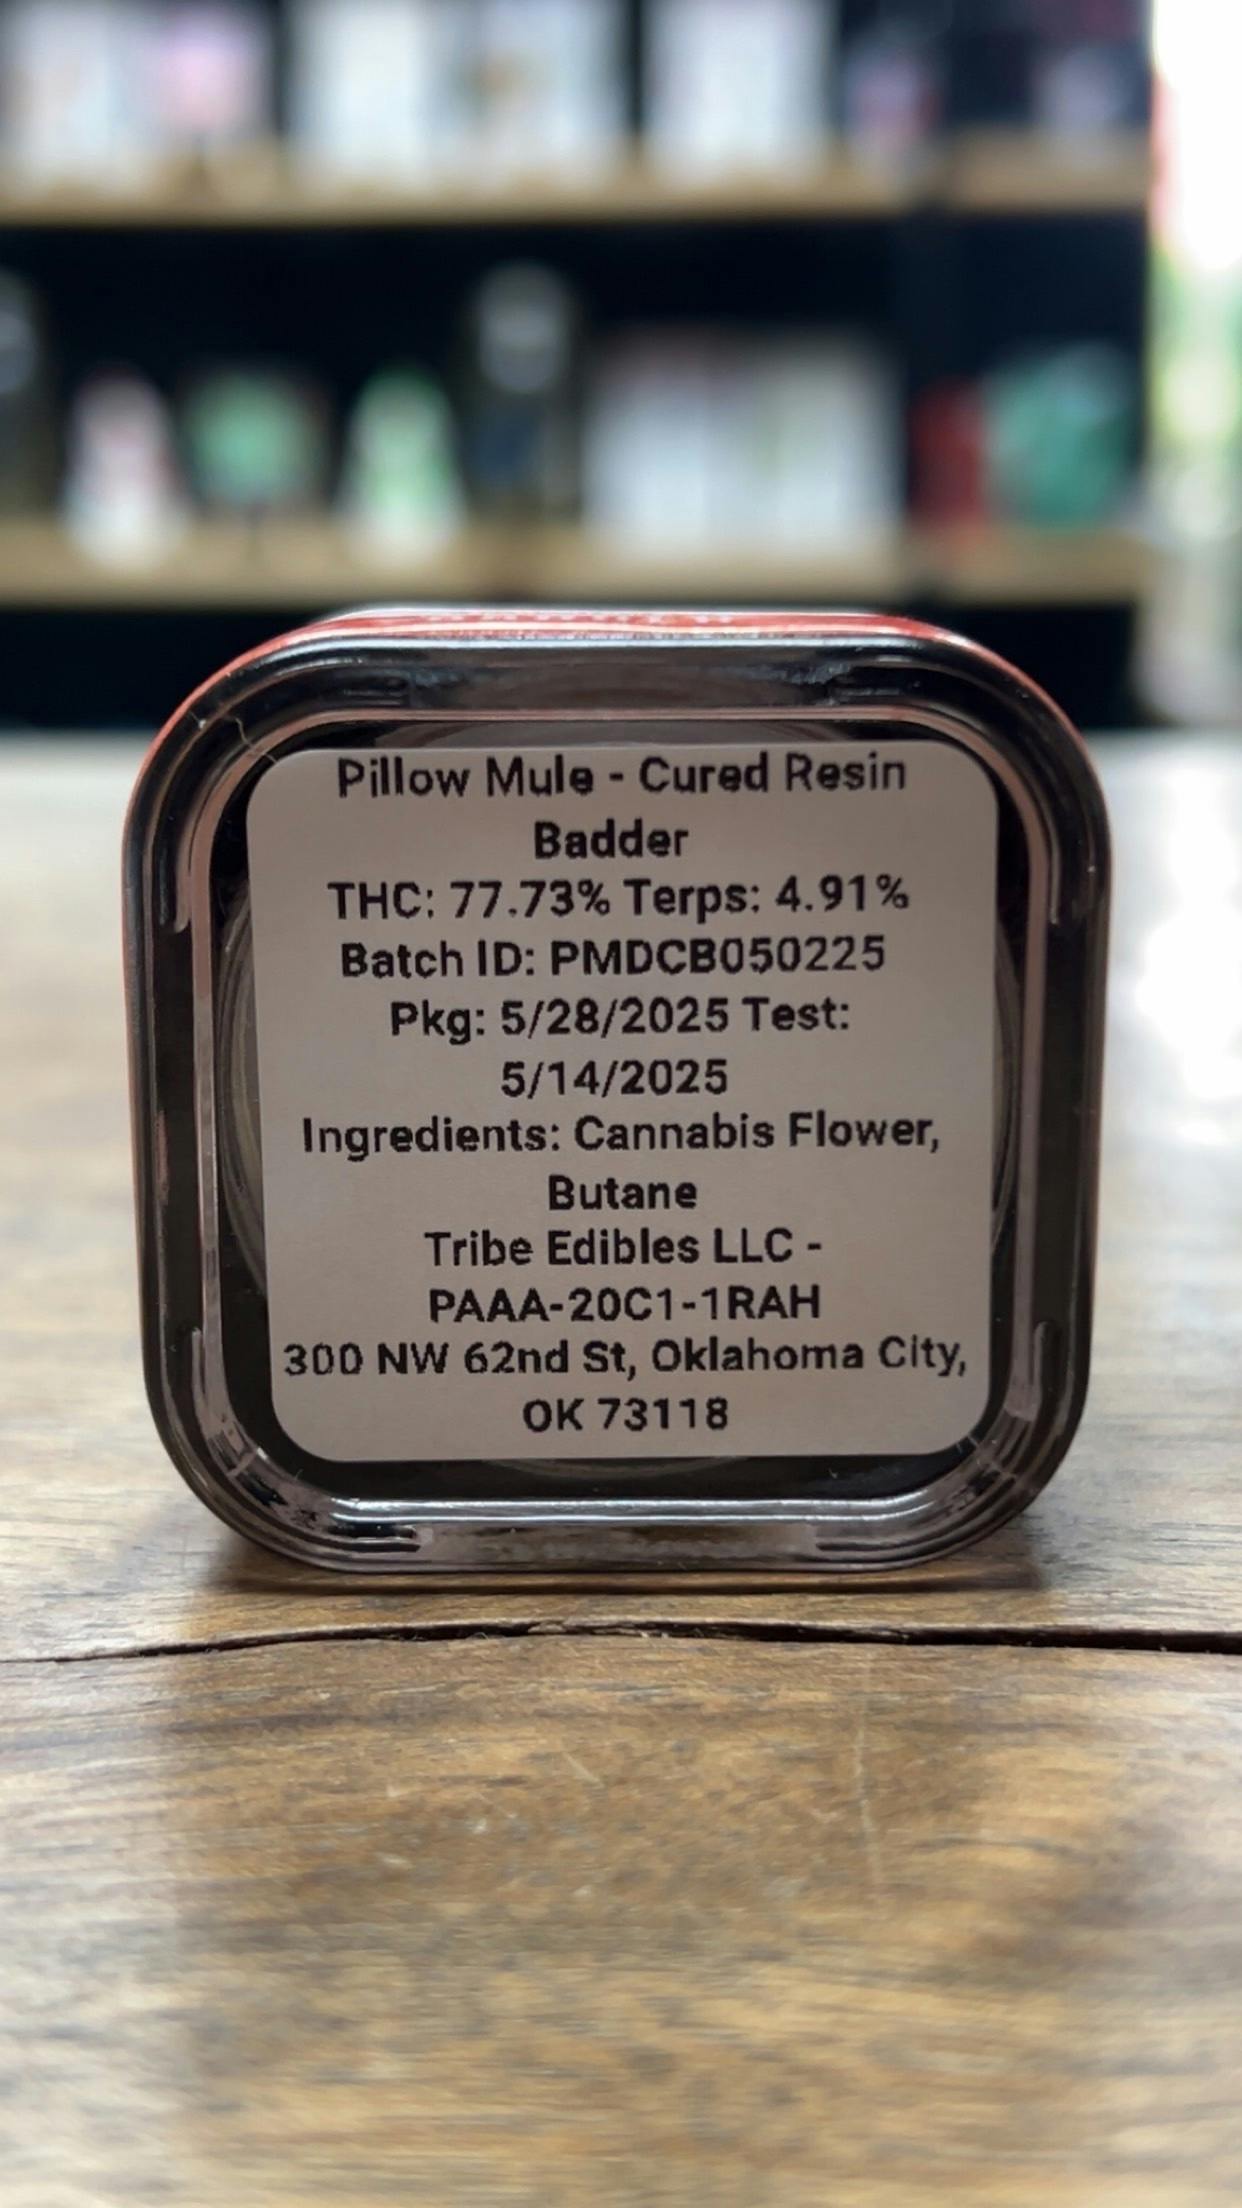 Pillow Mule - Cured Resin
Badder
THC: 77.73% Terps: 4.91%
Batch ID: PMDCB050225
Pkg: 5/28/2025 Test:
5/14/2025
Ingredients: Cannabis Flower,
Butane
Tribe Edibles LLC -
PAAA-20C1-1RAH
300 NW 62nd St, Oklahoma City,
OK 73118